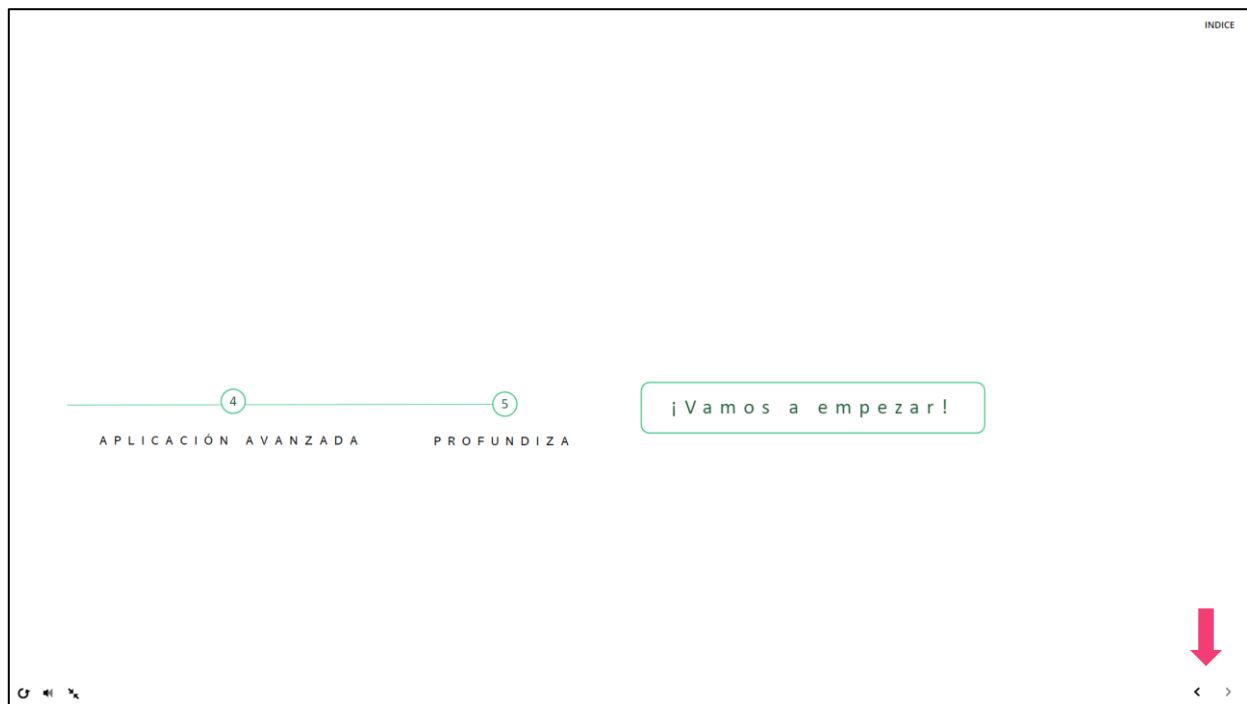 INDICE
4
5
¡Vamos a empezar!
APLICACIÓN AVANZADA
PROFUNDIZA